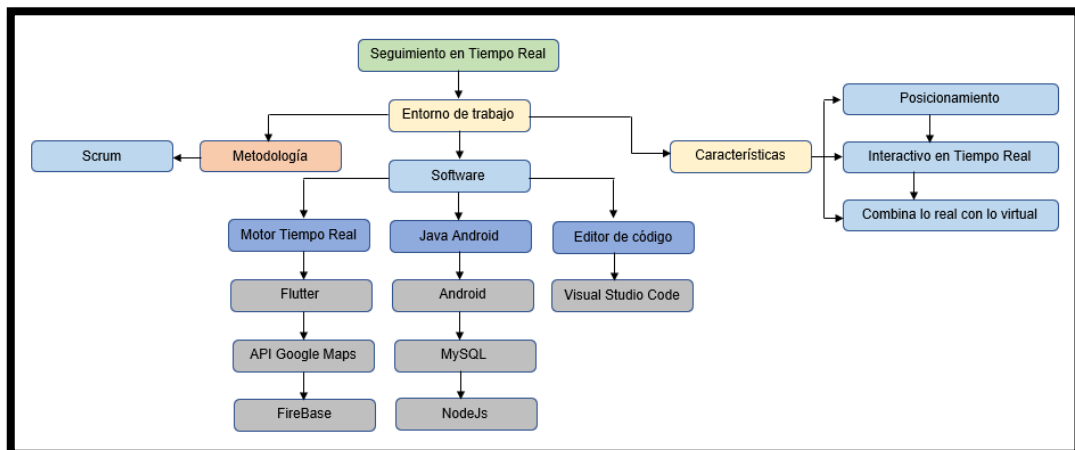 Seguimiento en Tiempo Real
Posicionamiento
Entorno de trabajo
Scrum
Metodología
Características
Interactivo en Tiempo Real
Software
Combina lo real con lo virtual
Motor Tiempo Real
Java Android
Editor de código
Flutter
Android
Visual Studio Code
API Google Maps
MySQL
FireBase
NodeJs